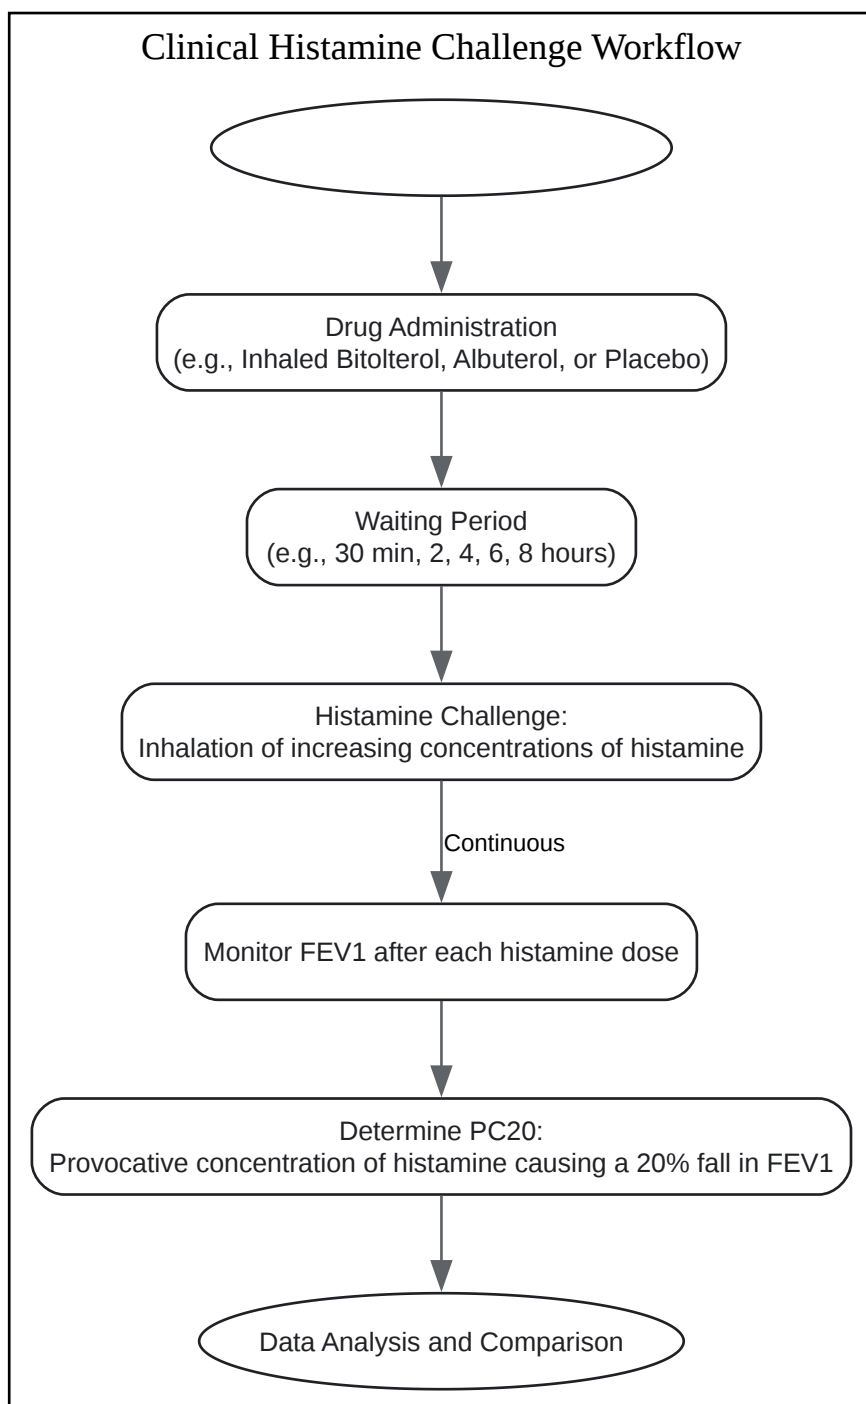 Clinical Histamine Challenge Workflow
Drug Administration
(e.g., Inhaled Bitolterol, Albuterol, or Placebo)
Waiting Period
(e.g., 30 min, 2, 4, 6, 8 hours)
Histamine Challenge:
Inhalation of increasing concentrations of histamine
Continuous
Monitor FEV1 after each histamine dose
Determine PC20:
Provocative concentration of histamine causing a 20% fall in FEV1
Data Analysis and Comparison